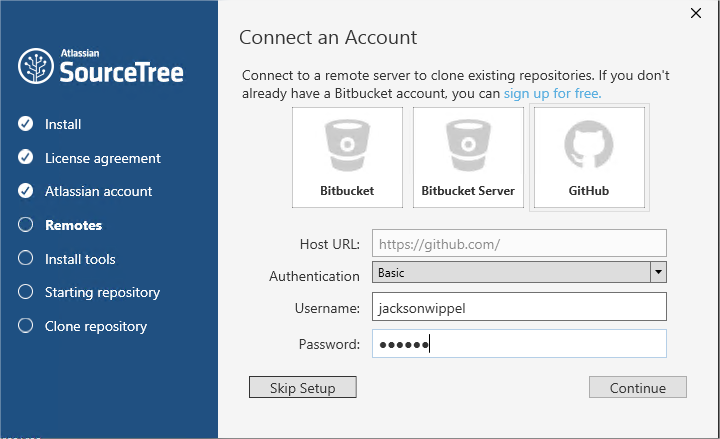 Atlassian
SourceTree
Install
License agreement
Atlassian account
Remotes
Install tools
Starting repository
Clone repository
Connect an Account
Connect to a remote server to clone existing repositories. If you don't
already have a Bitbucket account, you can sign up for free.
Bitbucket
Bitbucket Server
GitHub
Host URL: https://github.com/
Authentication Basic
Username: jacksonwippel
Password: ●●●●●●
Skip Setup
Continue